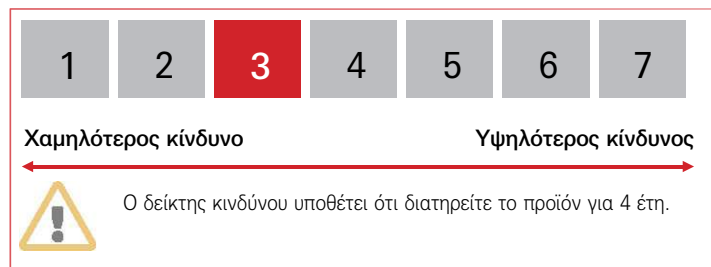 1 2 3 4 5 6 7
Χαμηλότερος κίνδυνο Υψηλότερος κίνδυνος
Ο δείκτης κινδύνου υποθέτει ότι διατηρείτε το προϊόν για 4 έτη.